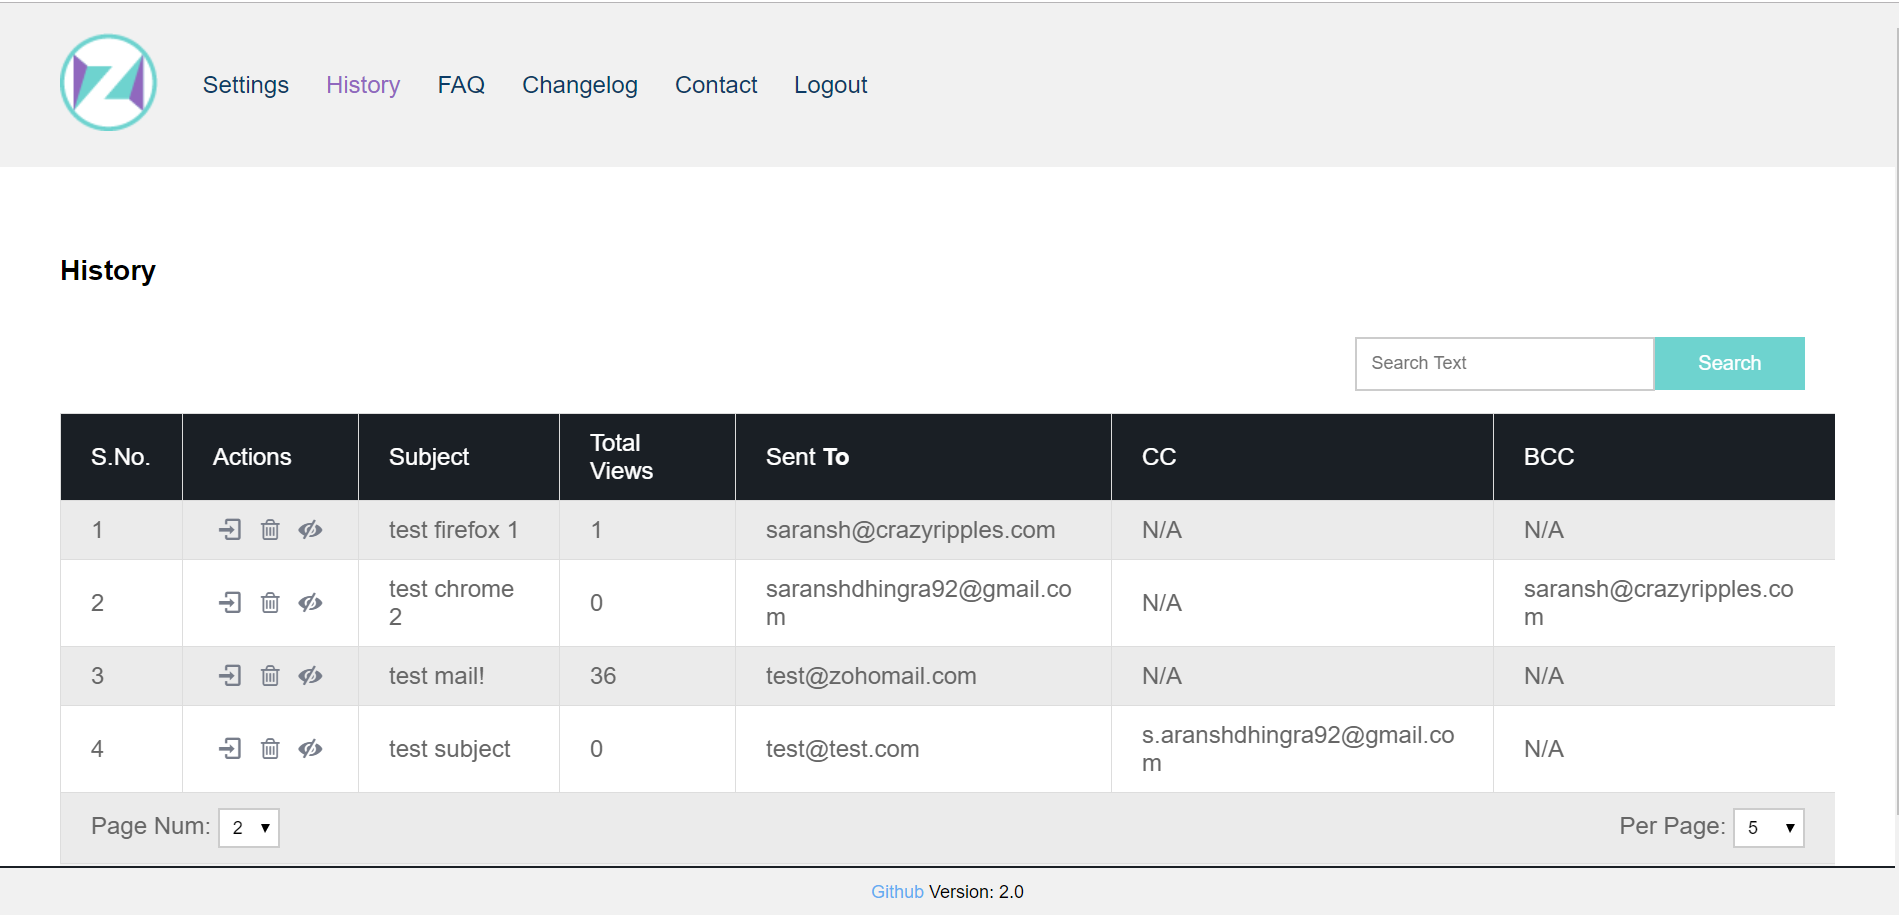 Settings History FAQ Changelog Contact Logout
History
Search Text Search
S.No. Actions Subject Total Views Sent To CC BCC
1 test firefox 1 1 saransh@crazyripples.com N/A N/A
2 test chrome 2 0 saranshdhingra92@gmail.com N/A saransh@crazyripples.com
3 test mail! 36 test@zohomail.com N/A N/A
4 test subject 0 test@test.com s.aranshdhingra92@gmail.com N/A
Page Num: 2 Per Page: 5
Github Version: 2.0